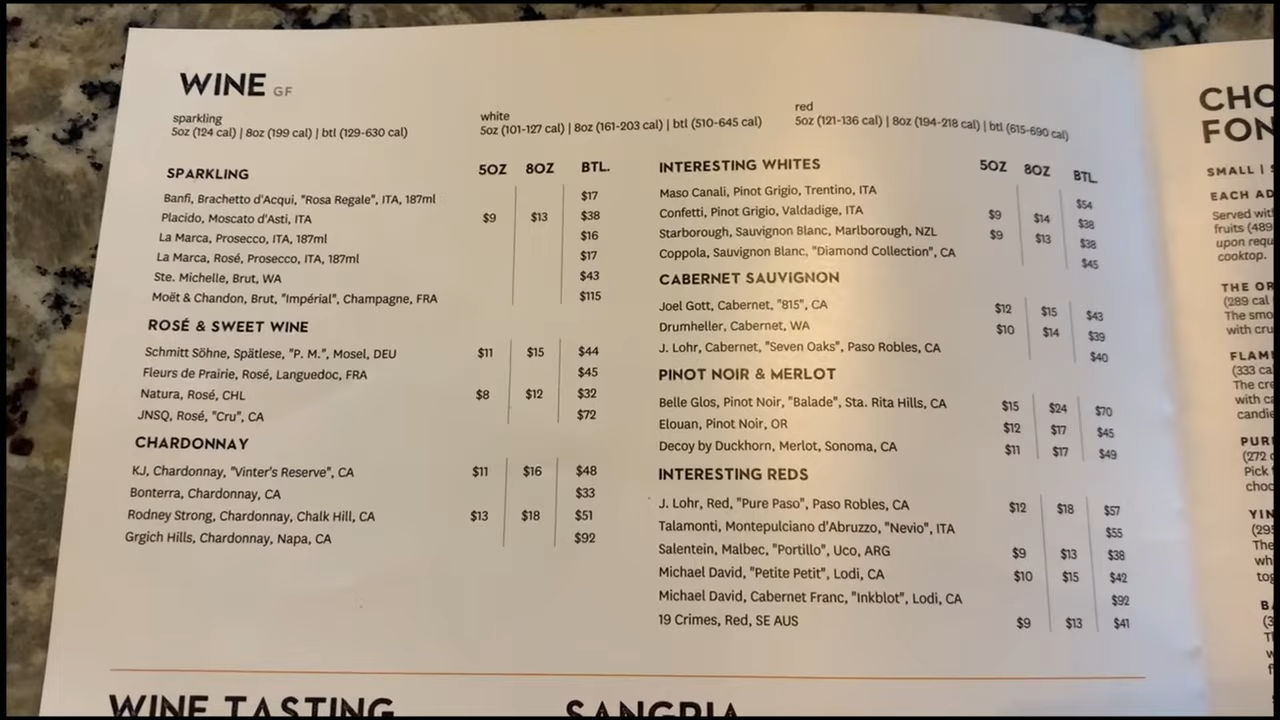 WINE GF
sparkling
5oz (124 cal) | 8oz (199 cal) | btl (129-630 cal)
white
5oz (101-127 cal) | 8oz (161-203 cal) | btl (510-645 cal)
red
5oz (121-136 cal) | 8oz (194-218 cal) | btl (615-690 cal)
SPARKLING 5OZ 8OZ BTL.
Banfi, Brachetto d'Acqui, "Rosa Regale", ITA, 187ml $17
Placido, Moscato d'Asti, ITA $9 $13 $38
La Marca, Prosecco, ITA, 187ml $16
La Marca, Rosé, Prosecco, ITA, 187ml $17
Ste. Michelle, Brut, WA $43
Moët & Chandon, Brut, "Impérial", Champagne, FRA $115
ROSÉ & SWEET WINE
Schmitt Söhne, Spätlese, "P. M.", Mosel, DEU $11 $15 $44
Fleurs de Prairie, Rosé, Languedoc, FRA $45
Natura, Rosé, CHL $8 $12 $32
JNSQ, Rosé, "Cru", CA $72
CHARDONNAY
KJ, Chardonnay, "Vinter's Reserve", CA $11 $16 $48
Bonterra, Chardonnay, CA $33
Rodney Strong, Chardonnay, Chalk Hill, CA $13 $18 $51
Grgich Hills, Chardonnay, Napa, CA $92
INTERESTING WHITES 5OZ 8OZ BTL.
Maso Canali, Pinot Grigio, Trentino, ITA $54
Confetti, Pinot Grigio, Valdadige, ITA $9 $14 $38
Starborough, Sauvignon Blanc, Marlborough, NZL $9 $13 $38
Coppola, Sauvignon Blanc, "Diamond Collection", CA $45
CABERNET SAUVIGNON
Joel Gott, Cabernet, "815", CA $12 $15 $43
Drumheller, Cabernet, WA $10 $14 $39
J. Lohr, Cabernet, "Seven Oaks", Paso Robles, CA $40
PINOT NOIR & MERLOT
Belle Glos, Pinot Noir, "Balade", Sta. Rita Hills, CA $15 $24 $70
Elouan, Pinot Noir, OR $12 $17 $45
Decoy by Duckhorn, Merlot, Sonoma, CA $11 $17 $49
INTERESTING REDS
J. Lohr, Red, "Pure Paso", Paso Robles, CA $12 $18 $57
Talamonti, Montepulciano d'Abruzzo, "Nevio", ITA $55
Salentein, Malbec, "Portillo", Uco, ARG $9 $13 $38
Michael David, "Petite Petit", Lodi, CA $10 $15 $42
Michael David, Cabernet Franc, "Inkblot", Lodi, CA $92
19 Crimes, Red, SE AUS $9 $13 $41
WINE TASTING
SANGRIA
CHO
FON
SMALL |
EACH AD
Served with
fruits (489
upon requ
cooktop.
THE OR
(289 cal
The smo
with cru
FLAM
(333 ca
The cre
with ca
candie
PUR
(272 c
Pick
choc
YIN
(295
The
wh
tog